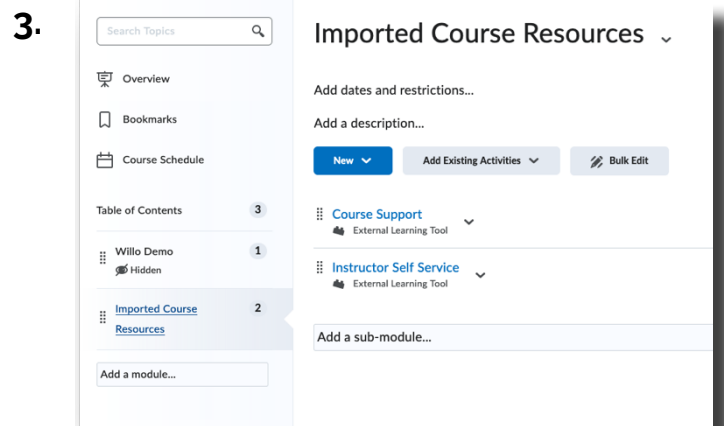 3.
Search Topics
Overview
Bookmarks
Course Schedule
Table of Contents 3
Willo Demo 1
Hidden
Imported Course 2
Resources
Add a module...
Imported Course Resources
Add dates and restrictions...
Add a description...
New Add Existing Activities Bulk Edit
Course Support
External Learning Tool
Instructor Self Service
External Learning Tool
Add a sub-module...